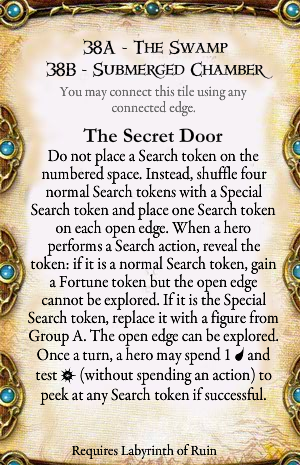 38A - The Swamp
38B - Submerged Chamber
You may connect this tile using any
connected edge.
The Secret Door
Do not place a Search token on the
numbered space. Instead, shuffle four
normal Search tokens with a Special
Search token and place one Search token
on each open edge. When a hero
performs a Search action, reveal the
token: if it is a normal Search token, gain
a Fortune token but the open edge
cannot be explored. If it is the Special
Search token, replace it with a figure from
Group A. The open edge can be explored.
Once a turn, a hero may spend 1 and
test (without spending an action) to
peek at any Search token if successful.
Requires Labyrinth of Ruin